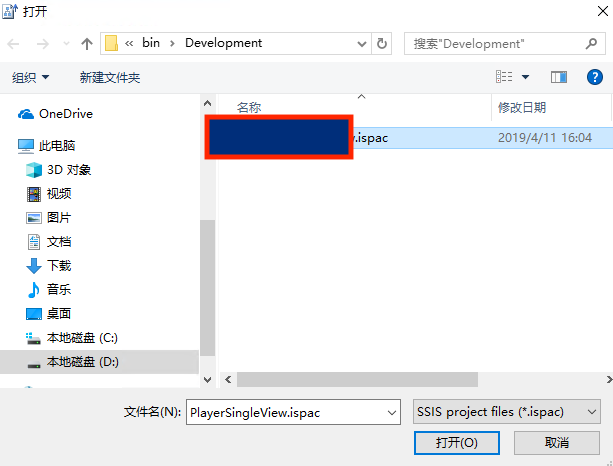 打开
« bin › Development
搜索"Development"
组织
新建文件夹
?
名称
修改日期
OneDrive
.ispac
2019/4/11 16:04
此电脑
3D 对象
视频
图片
文档
下载
音乐
桌面
本地磁盘 (C:)
本地磁盘 (D:)
文件名(N):
PlayerSingleView.ispac
SSIS project files (*.ispac)
打开(O)
取消